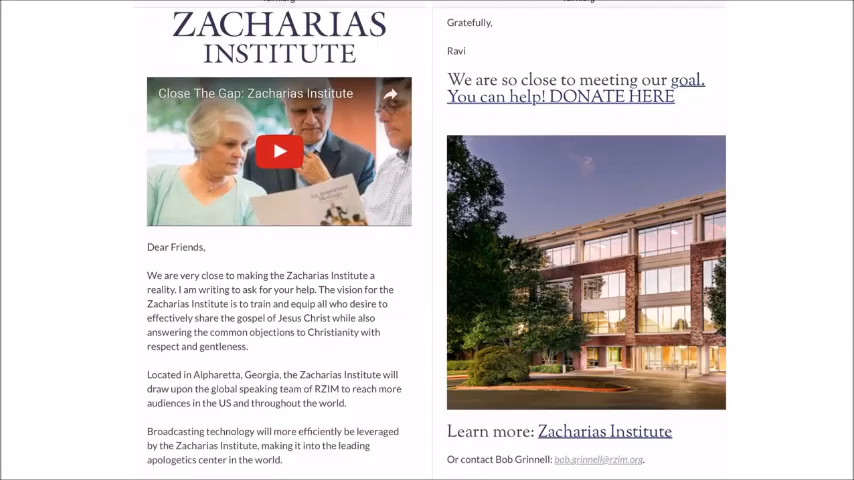 ZACHARIAS
INSTITUTE
Close The Gap: Zacharias Institute
Dear Friends,
We are very close to making the Zacharias Institute a
reality. I am writing to ask for your help. The vision for the
Zacharias Institute is to train and equip all who desire to
effectively share the gospel of Jesus Christ while also
answering the common objections to Christianity with
respect and gentleness.
Located in Alpharetta, Georgia, the Zacharias Institute will
draw upon the global speaking team of RZIM to reach more
audiences in the US and throughout the world.
Broadcasting technology will more efficiently be leveraged
by the Zacharias Institute, making it into the leading
apologetics center in the world.
Gratefully,
Ravi
We are so close to meeting our goal.
You can help! DONATE HERE
Learn more: Zacharias Institute
Or contact Bob Grinnell: bob.grinnell@rzim.org.